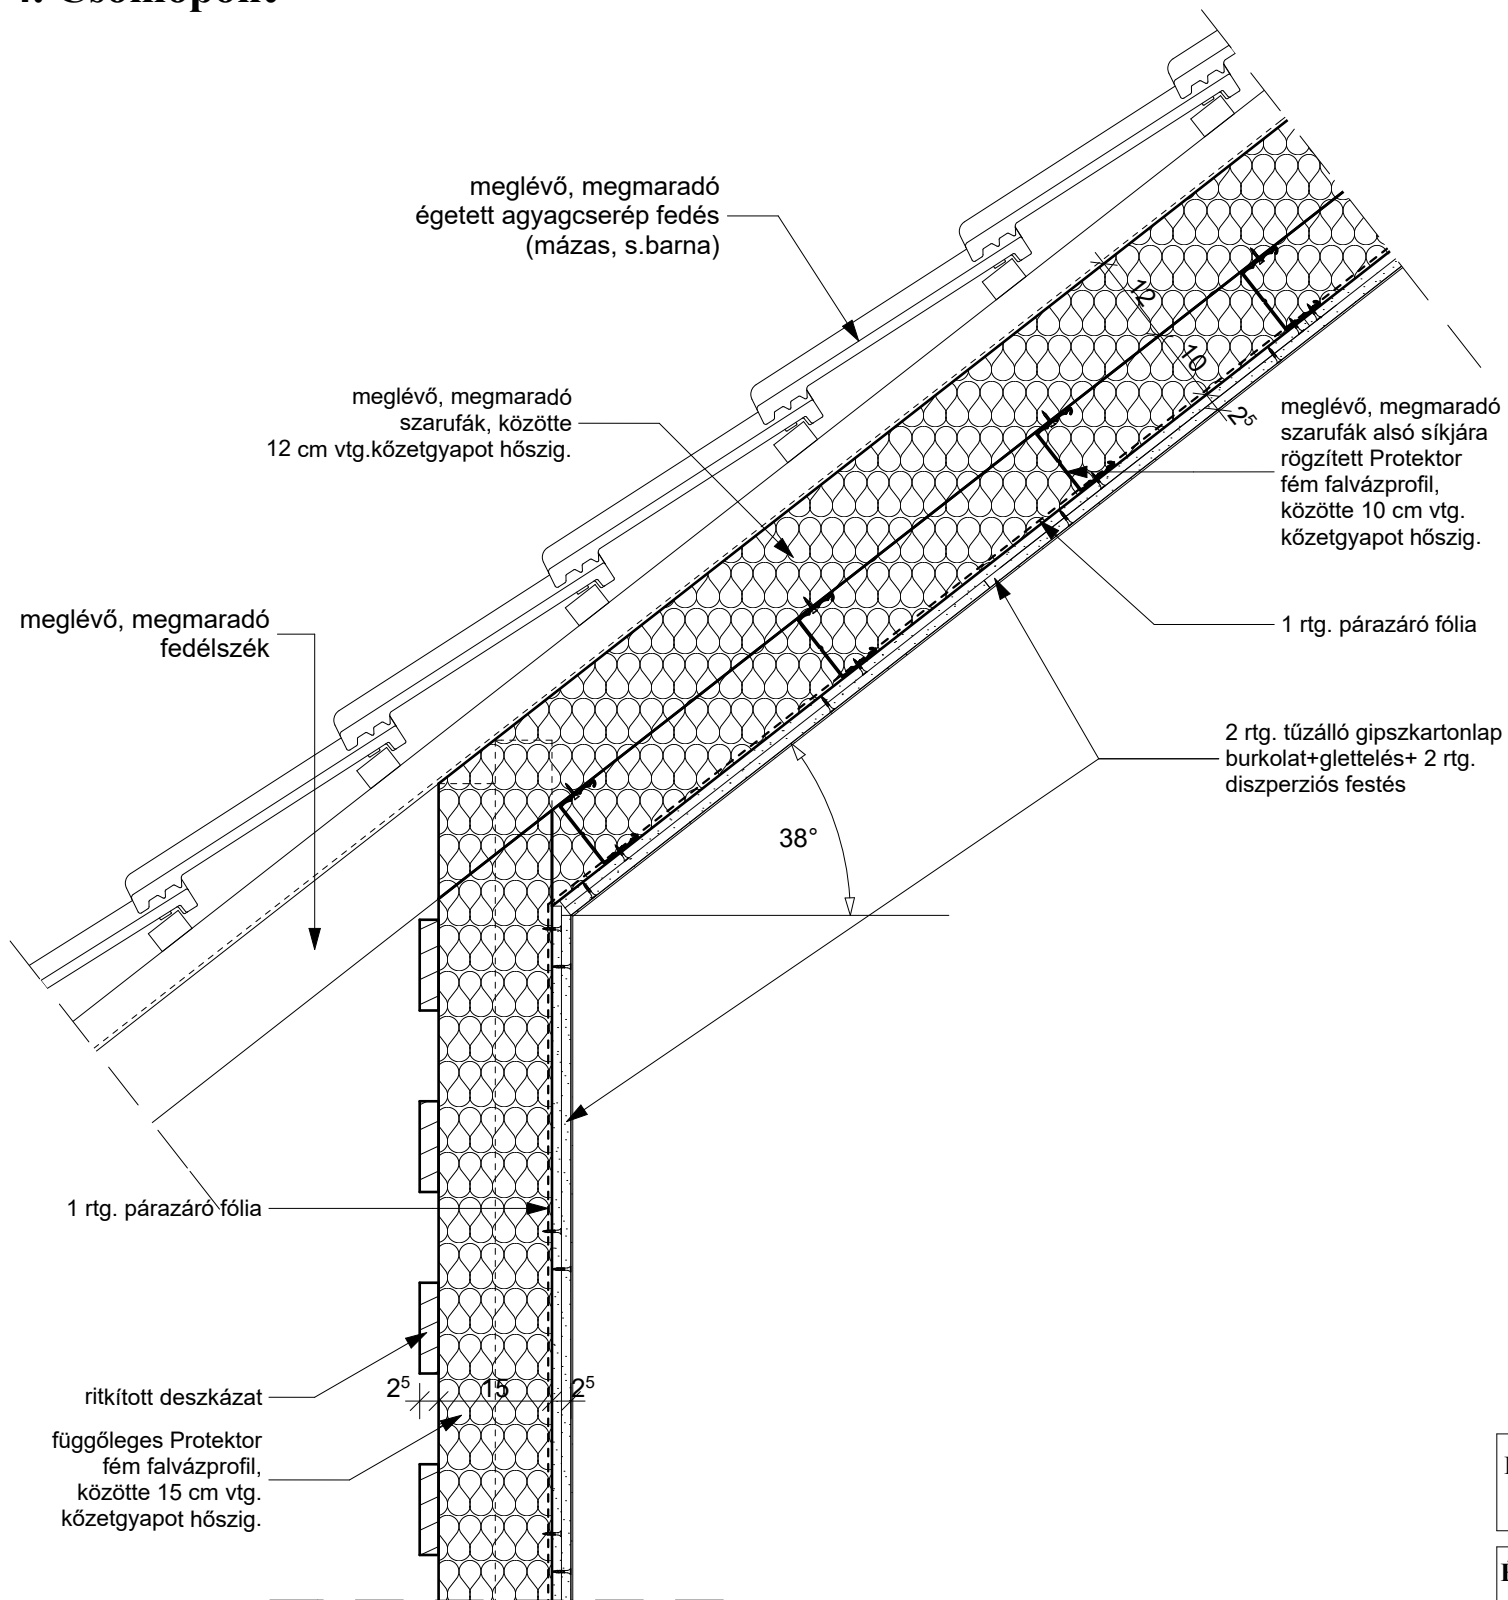 4. Csomópont
meglévő, megmaradó
égetett agyagcserép fedés
(mázas, s.barna)
meglévő, megmaradó
szarufák, közötte
12 cm vtg.kőzetgyapot hőszig.
12
10
2⁵
meglévő, megmaradó
szarufák alsó síkjára
rögzített Protektor
fém falvázprofil,
közötte 10 cm vtg.
kőzetgyapot hőszig.
meglévő, megmaradó
fedélszék
1 rtg. párazáró fólia
2 rtg. tűzálló gipszkartonlap
burkolat+glettelés+ 2 rtg.
diszperziós festés
38°
1 rtg. párazáró fólia
ritkított deszkázat
2⁵
15
2⁵
függőleges Protektor
fém falvázprofil,
közötte 15 cm vtg.
kőzetgyapot hőszig.